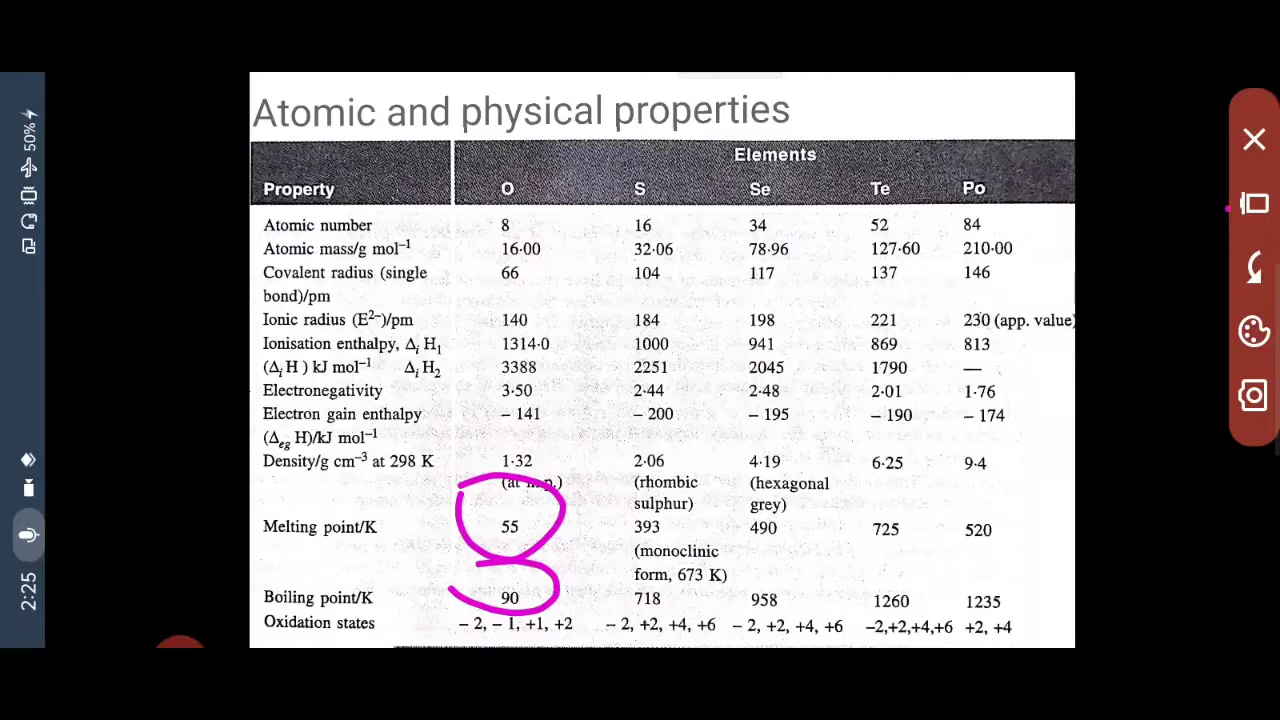 Atomic and physical properties
Elements
Property O S Se Te Po
Atomic number 8 16 34 52 84
Atomic mass/g mol⁻¹ 16·00 32·06 78·96 127·60 210·00
Covalent radius (single 66 104 117 137 146
bond)/pm
Ionic radius (E²⁻)/pm 140 184 198 221 230 (app. value)
Ionisation enthalpy, Δᵢ H₁ 1314·0 1000 941 869 813
(Δᵢ H ) kJ mol⁻¹ Δᵢ H₂ 3388 2251 2045 1790 —
Electronegativity 3·50 2·44 2·48 2·01 1·76
Electron gain enthalpy – 141 – 200 – 195 – 190 – 174
(Δeg H)/kJ mol⁻¹
Density/g cm⁻³ at 298 K 1·32 2·06 4·19 6·25 9·4
(at m.p.) (rhombic (hexagonal
sulphur) grey)
Melting point/K 55 393 490 725 520
(monoclinic
form, 673 K)
Boiling point/K 90 718 958 1260 1235
Oxidation states – 2, – 1, +1, +2 – 2, +2, +4, +6 – 2, +2, +4, +6 –2,+2,+4,+6 +2, +4
50%
2:25